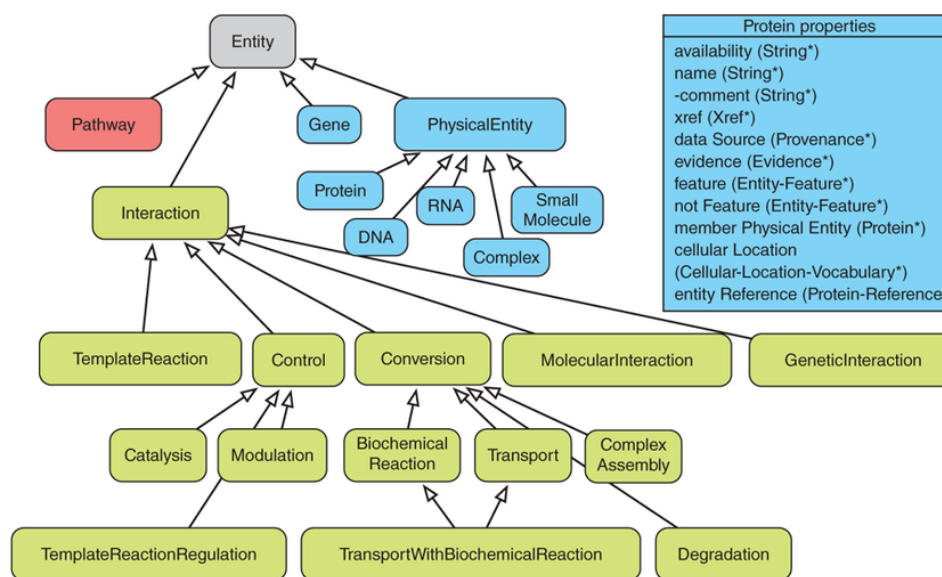 Entity
Protein properties
availability (String*)
name (String*)
-comment (String*)
xref (Xref*)
data Source (Provenance*)
evidence (Evidence*)
feature (Entity-Feature*)
not Feature (Entity-Feature*)
member Physical Entity (Protein*)
cellular Location
(Cellular-Location-Vocabulary*)
entity Reference (Protein-Reference
Pathway
Gene
PhysicalEntity
Protein
RNA
Small
Molecule
DNA
Complex
Interaction
TemplateReaction
Control
Conversion
MolecularInteraction
GeneticInteraction
Catalysis
Modulation
Biochemical
Reaction
Transport
Complex
Assembly
TemplateReactionRegulation
TransportWithBiochemicalReaction
Degradation